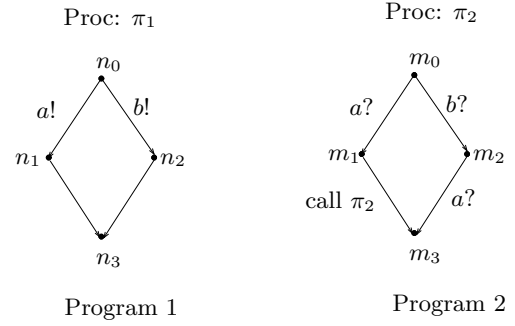 Proc: π₁ Proc: π₂
n₀ m₀
a! b! a? b?
n₁ n₂ m₁ m₂
call π₂ a?
n₃ m₃
Program 1 Program 2